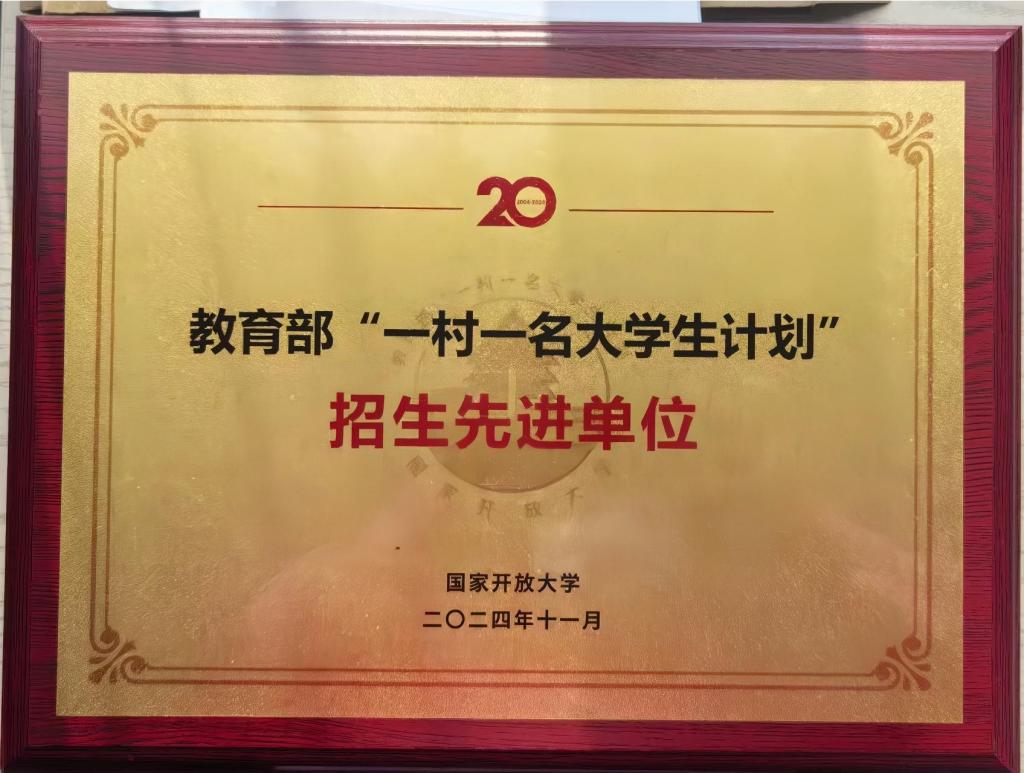 20
2004-2024
教育部“一村一名大学生计划”
招生先进单位
国家开放大学
二〇二四年十一月